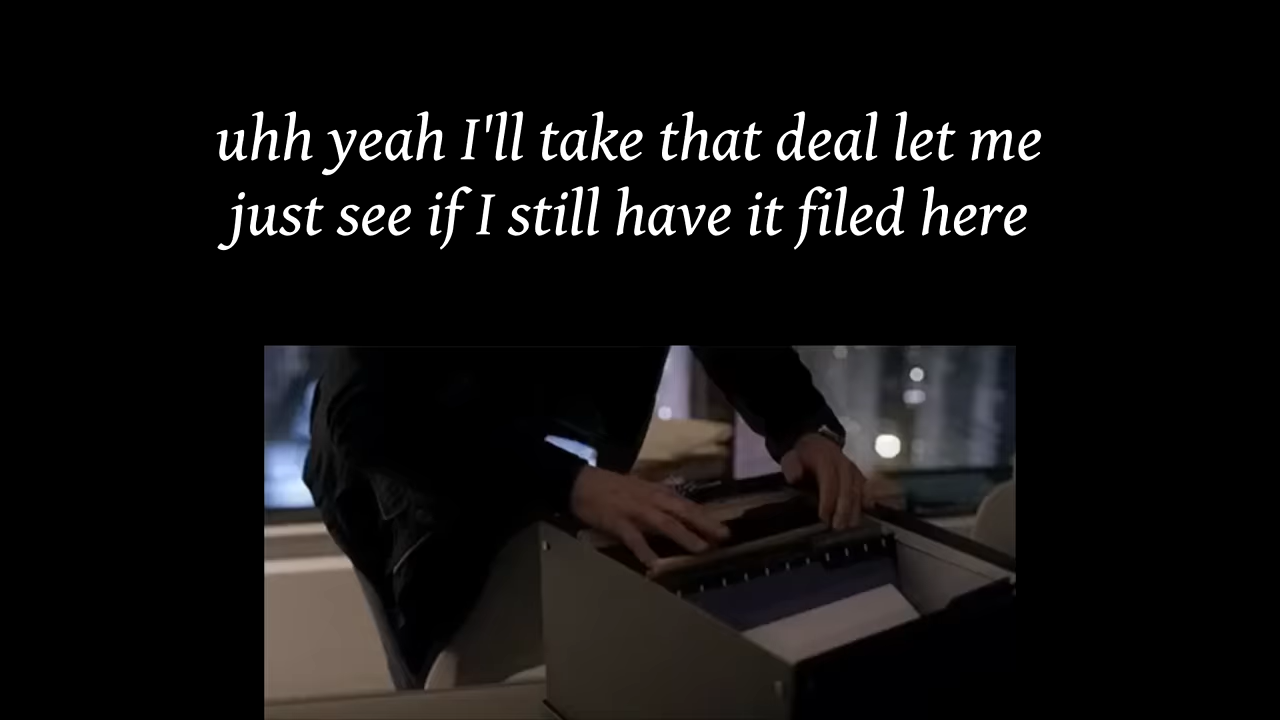 uhh yeah I'll take that deal let me
just see if I still have it filed here